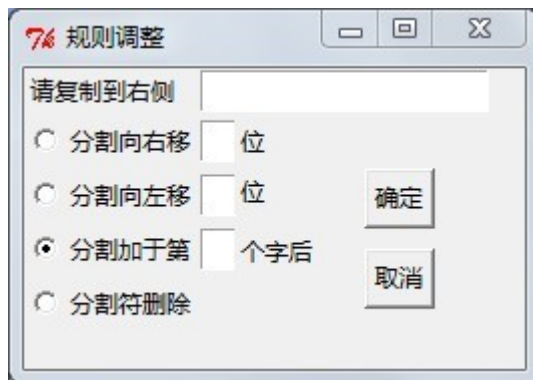 规则调整
请复制到右侧
分割向右移 位
分割向左移 位
确定
分割加于第 个字后
取消
分割符删除